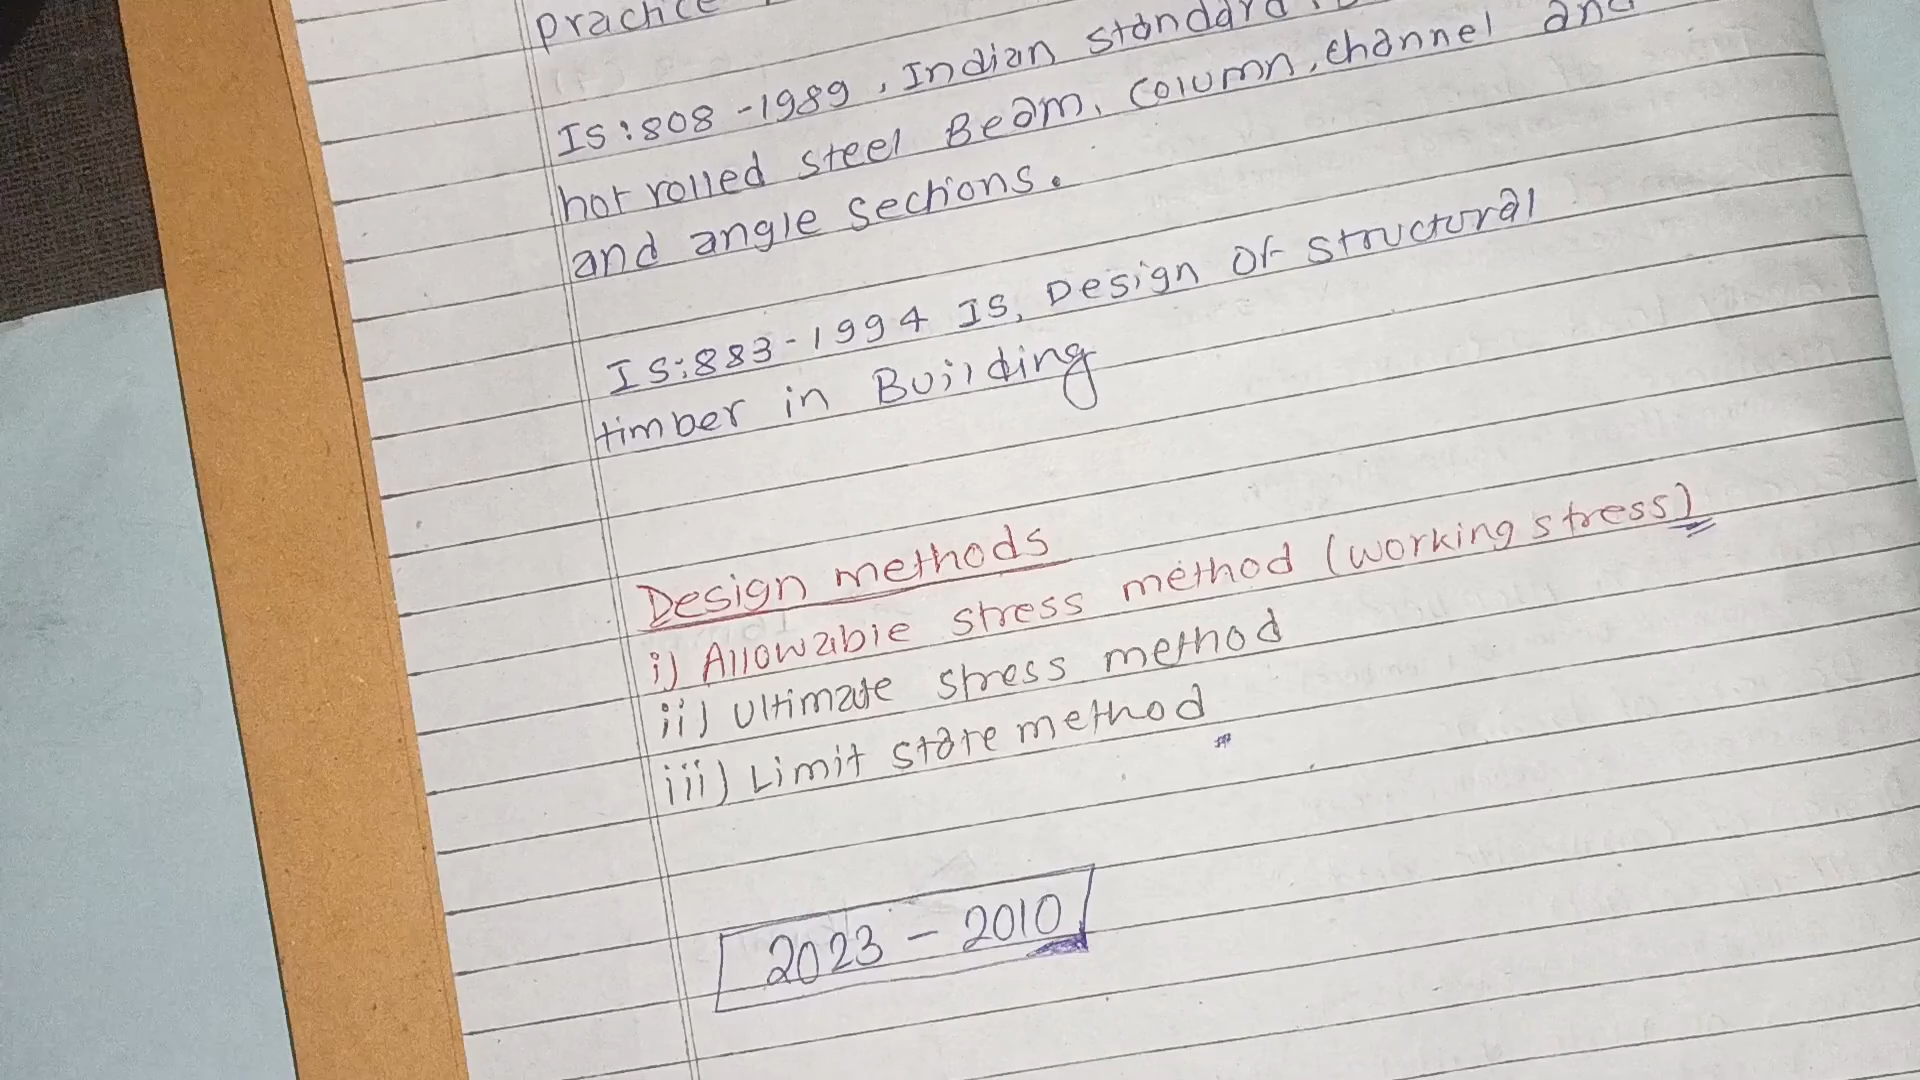 practice
IS:808-1989, Indian standard
hot rolled steel Beam, column, channel and
and angle sections.
IS:883-1994 IS, Design Of structural
timber in Building
Design methods
i) Allowable stress method (working stress)
ii) Ultimate stress method
iii) Limit state method
2023 - 2010